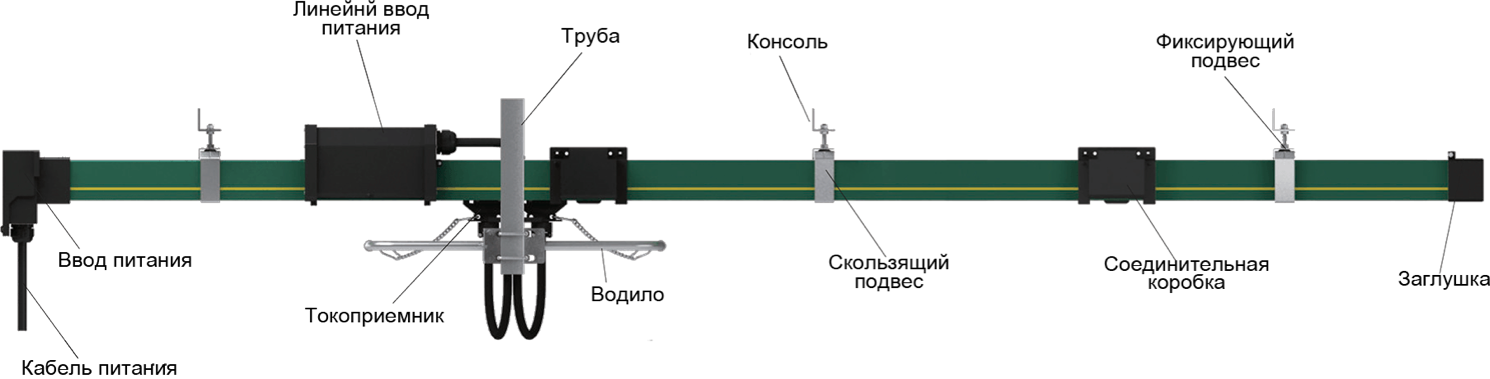 Линейнй ввод
питания
Труба
Консоль
Фиксирующий
подвес
Ввод питания
Токоприемник
Водило
Скользящий
подвес
Соединительная
коробка
Заглушка
Кабель питания